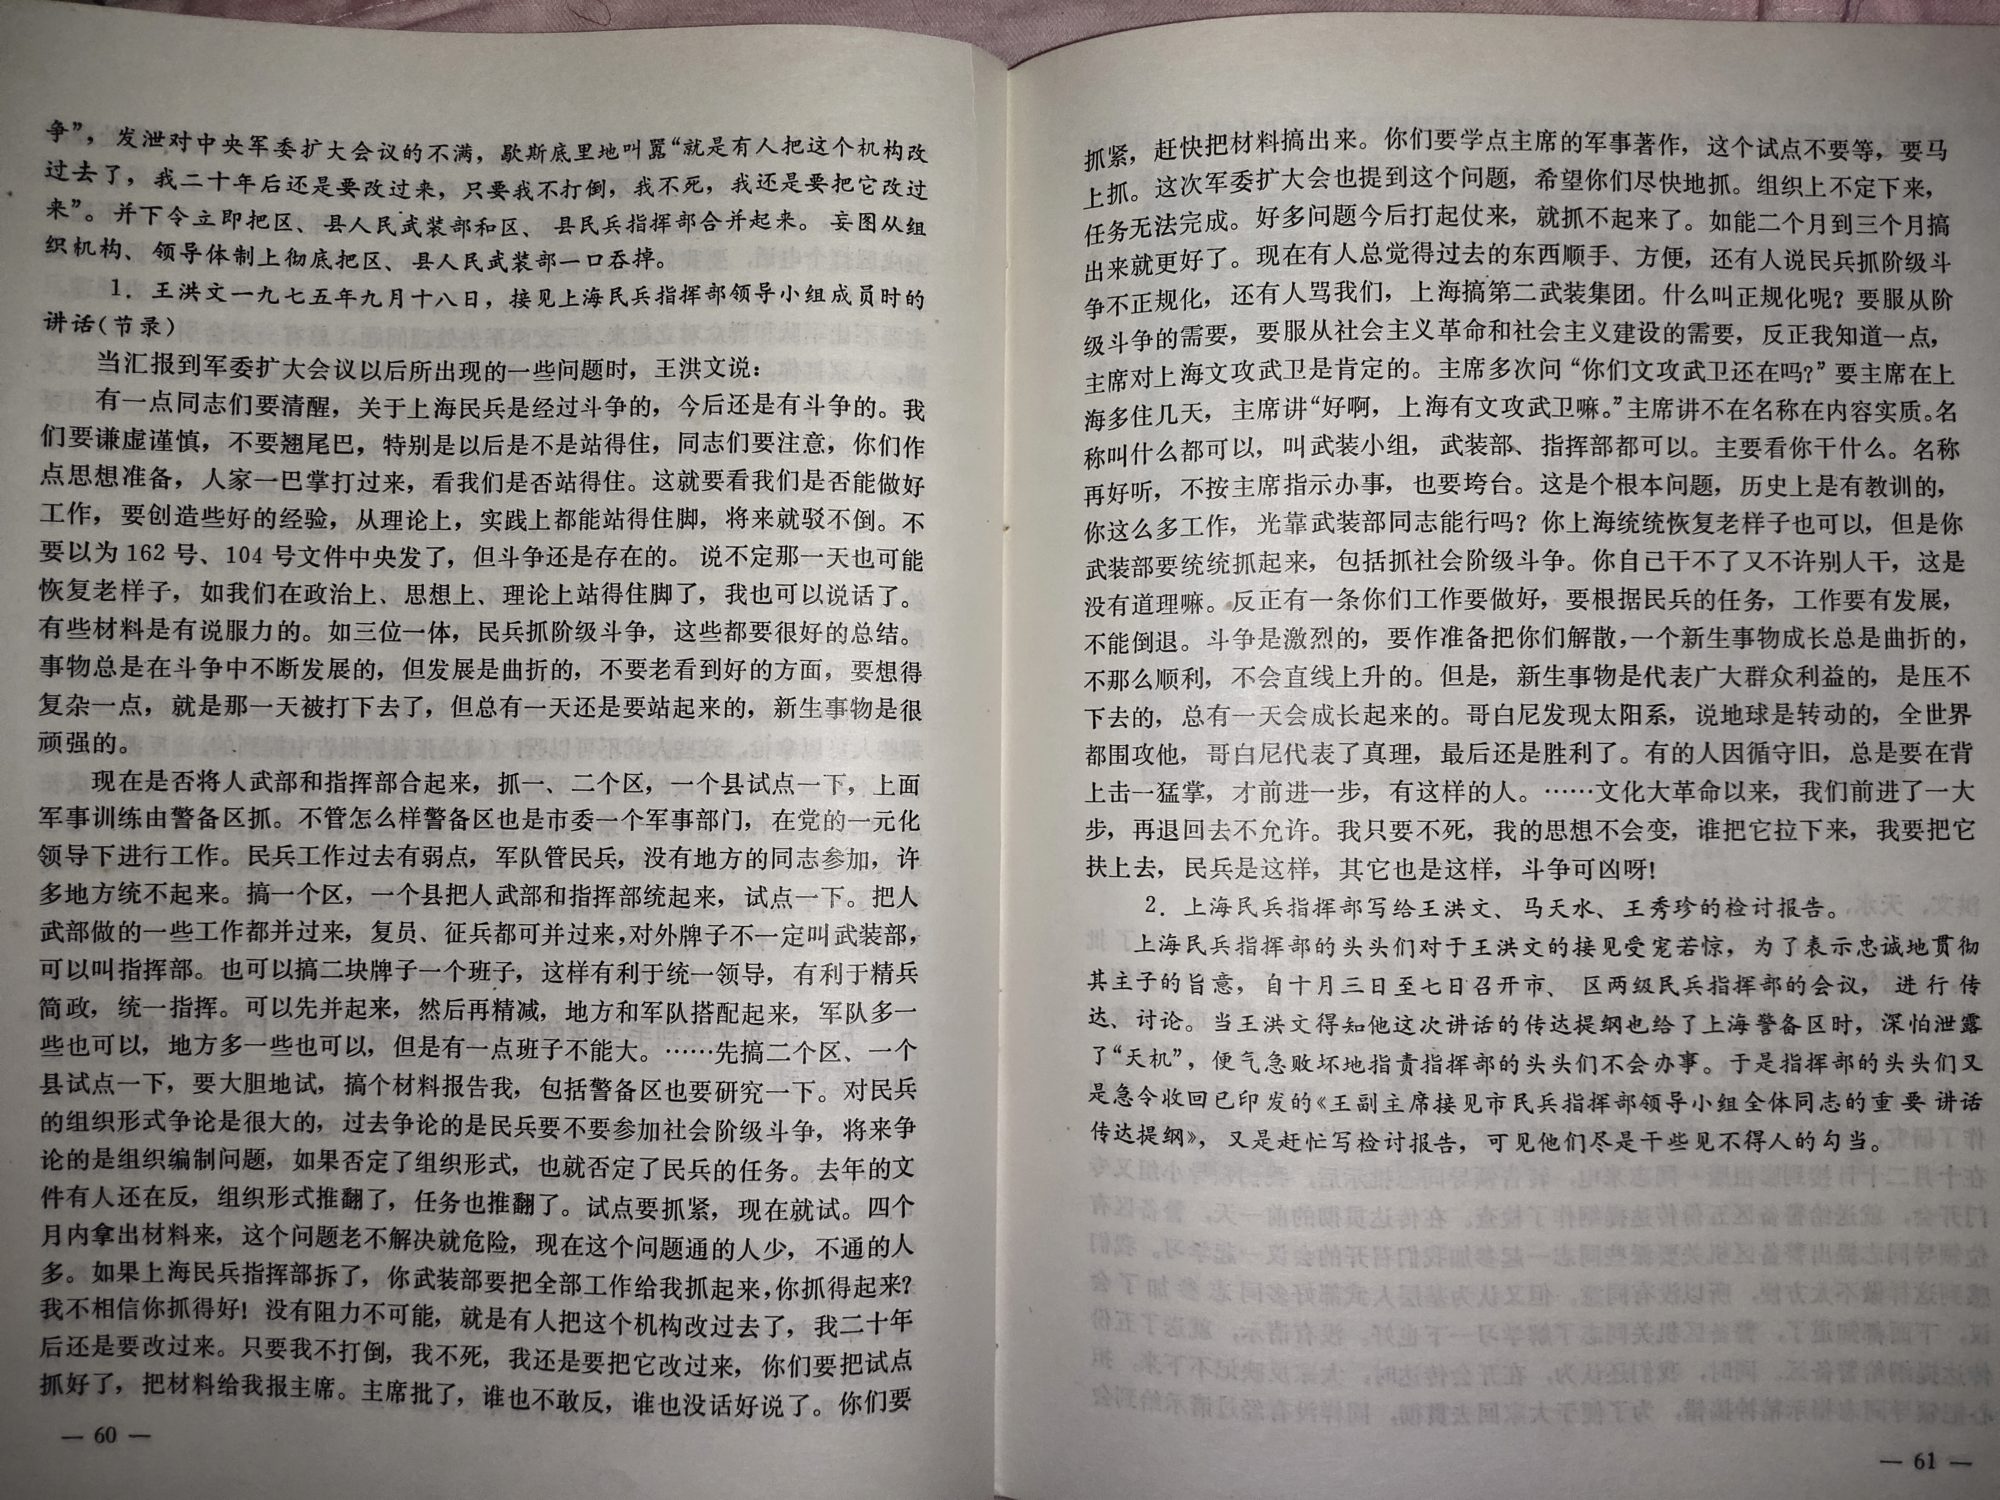 争”，发泄对中央军委扩大会议的不满，歇斯底里地叫嚣“就是有人把这个机构改
过去了，我二十年后还是要改过来，只要我不打倒，我不死，我还是要把它改过
来”。并下令立即把区、县人民武装部和区、县民兵指挥部合并起来。妄图从组
织机构、领导体制上彻底把区、县人民武装部一口吞掉。
1．王洪文一九七五年九月十八日，接见上海民兵指挥部领导小组成员时的
讲话（节录）
当汇报到军委扩大会议以后所出现的一些问题时，王洪文说：
有一点同志们要清醒，关于上海民兵是经过斗争的，今后还是有斗争的。我
们要谦虚谨慎，不要翘尾巴，特别是以后是不是站得住，同志们要注意，你们作
点思想准备，人家一巴掌打过来，看我们是否站得住。这就要看我们是否能做好
工作，要创造些好的经验，从理论上，实践上都能站得住脚，将来就驳不倒。不
要以为162号、104号文件中央发了，但斗争还是存在的。说不定那一天也可能
恢复老样子，如我们在政治上、思想上、理论上站得住脚了，我也可以说话了。
有些材料是有说服力的。如三位一体，民兵抓阶级斗争，这些都要很好的总结。
事物总是在斗争中不断发展的，但发展是曲折的，不要老看到好的方面，要想得
复杂一点，就是那一天被打下去了，但总有一天还是要站起来的，新生事物是很
顽强的。
现在是否将人武部和指挥部合起来，抓一、二个区，一个县试点一下，上面
军事训练由警备区抓。不管怎么样警备区也是市委一个军事部门，在党的一元化
领导下进行工作。民兵工作过去有弱点，军队管民兵，没有地方的同志参加，许
多地方统不起来。搞一个区，一个县把人武部和指挥部统起来，试点一下。把人
武部做的一些工作都并过来，复员、征兵都可并过来，对外牌子不一定叫武装部，
可以叫指挥部。也可以搞二块牌子一个班子，这样有利于统一领导，有利于精兵
简政，统一指挥。可以先并起来，然后再精减，地方和军队搭配起来，军队多一
些也可以，地方多一些也可以，但是有一点班子不能大。……先搞二个区、一个
县试点一下，要大胆地试，搞个材料报告我，包括警备区也要研究一下。对民兵
的组织形式争论是很大的，过去争论的是民兵要不要参加社会阶级斗争，将来争
论的是组织编制问题，如果否定了组织形式，也就否定了民兵的任务。去年的文
件有人还在反，组织形式推翻了，任务也推翻了。试点要抓紧，现在就试。四个
月内拿出材料来，这个问题老不解决就危险，现在这个问题通的人少，不通的人
多。如果上海民兵指挥部拆了，你武装部要把全部工作给我抓起来，你抓得起来？
我不相信你抓得好！没有阻力不可能，就是有人把这个机构改过去了，我二十年
后还是要改过来。只要我不打倒，我不死，我还是要把它改过来，你们要把试点
抓好了，把材料给我报主席。主席批了，谁也不敢反，谁也没话好说了。你们要
— 60 —
抓紧，赶快把材料搞出来。你们要学点主席的军事著作，这个试点不要等，要马
上抓。这次军委扩大会也提到这个问题，希望你们尽快地抓。组织上不定下来，
任务无法完成。好多问题今后打起仗来，就抓不起来了。如能二个月到三个月搞
出来就更好了。现在有人总觉得过去的东西顺手、方便，还有人说民兵抓阶级斗
争不正规化，还有人骂我们，上海搞第二武装集团。什么叫正规化呢？要服从阶
级斗争的需要，要服从社会主义革命和社会主义建设的需要，反正我知道一点，
主席对上海文攻武卫是肯定的。主席多次问“你们文攻武卫还在吗？”要主席在上
海多住几天，主席讲“好啊，上海有文攻武卫嘛。”主席讲不在名称在内容实质。名
称叫什么都可以，叫武装小组，武装部、指挥部都可以。主要看你干什么。名称
再好听，不按主席指示办事，也要垮台。这是个根本问题，历史上是有教训的，
你这么多工作，光靠武装部同志能行吗？你上海统统恢复老样子也可以，但是你
武装部要统统抓起来，包括抓社会阶级斗争。你自己干不了又不许别人干，这是
没有道理嘛。反正有一条你们工作要做好，要根据民兵的任务，工作要有发展，
不能倒退。斗争是激烈的，要作准备把你们解散，一个新生事物成长总是曲折的，
不那么顺利，不会直线上升的。但是，新生事物是代表广大群众利益的，是压不
下去的，总有一天会成长起来的。哥白尼发现太阳系，说地球是转动的，全世界
都围攻他，哥白尼代表了真理，最后还是胜利了。有的人因循守旧，总是要在背
上击一猛掌，才前进一步，有这样的人。……文化大革命以来，我们前进了一大
步，再退回去不允许。我只要不死，我的思想不会变，谁把它拉下来，我要把它
扶上去，民兵是这样，其它也是这样，斗争可凶呀！
2．上海民兵指挥部写给王洪文、马天水、王秀珍的检讨报告。
上海民兵指挥部的头头们对于王洪文的接见受宠若惊，为了表示忠诚地贯彻
其主子的旨意，自十月三日至七日召开市、区两级民兵指挥部的会议，进行传
达、讨论。当王洪文得知他这次讲话的传达提纲也给了上海警备区时，深怕泄露
了“天机”，便气急败坏地指责指挥部的头头们不会办事。于是指挥部的头头们又
是急令收回已印发的《王副主席接见市民兵指挥部领导小组全体同志的重要讲话
传达提纲》，又是赶忙写检讨报告，可见他们尽是干些见不得人的勾当。
— 61 —